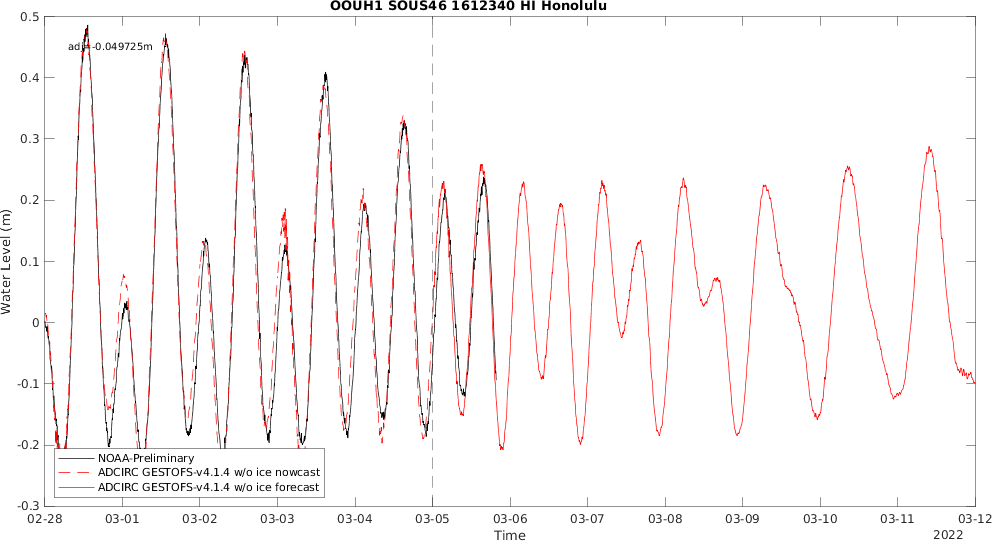 OOUH1 SOUS46 1612340 HI Honolulu
adj=-0.049725m
0.5
0.4
0.3
0.2
0.1
0
-0.1
-0.2
-0.3
Water Level (m)
NOAA-Preliminary
ADCIRC GESTOFS-v4.1.4 w/o ice nowcast
ADCIRC GESTOFS-v4.1.4 w/o ice forecast
02-28 03-01 03-02 03-03 03-04 03-05 03-06 03-07 03-08 03-09 03-10 03-11 03-12
Time
2022